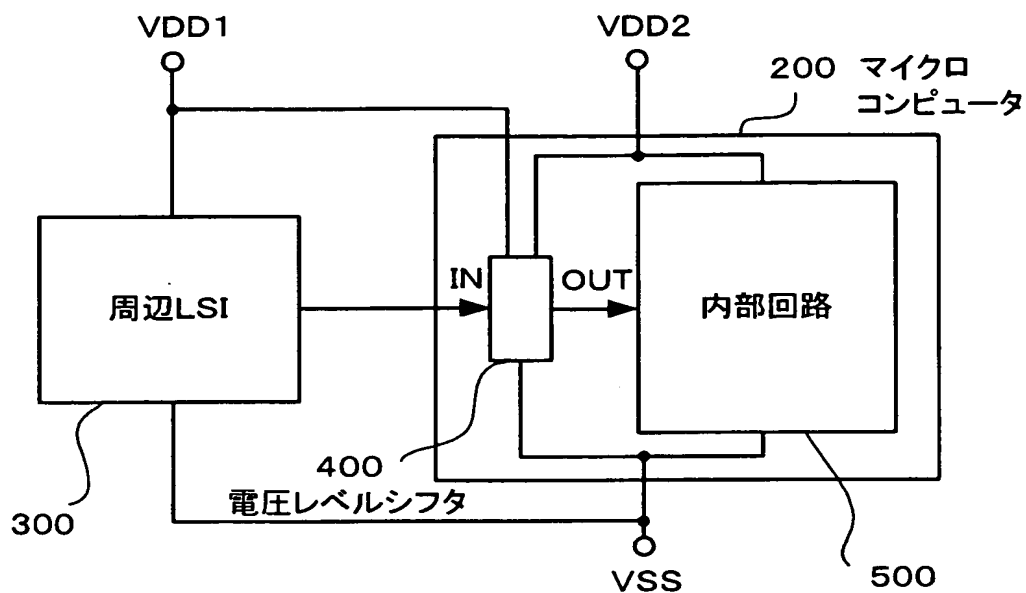 VDD1
VDD2
200 マイクロ
コンピュータ
周辺LSI
IN
OUT
内部回路
400
電圧レベルシフタ
300
VSS
500